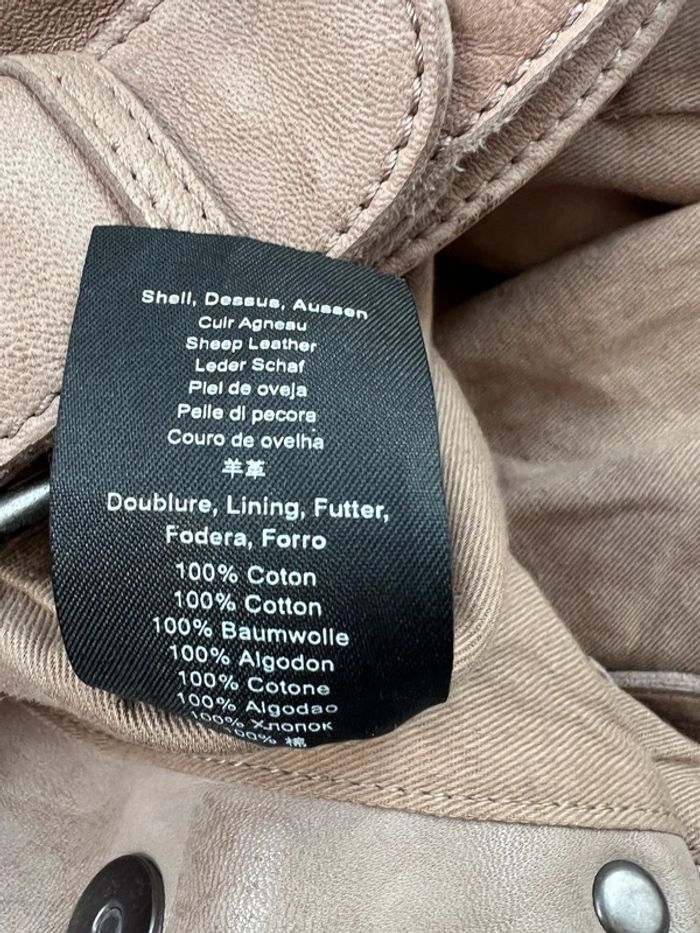 Shell, Dessus, Aussen
Cuir Agneau
Sheep Leather
Leder Schaf
Piel de oveja
Pelle di pecora
Couro de ovelha
羊革
Doublure, Lining, Futter,
Fodera, Forro
100% Coton
100% Cotton
100% Baumwolle
100% Algodon
100% Cotone
100% Algodao
100% Хлопок
100% 棉